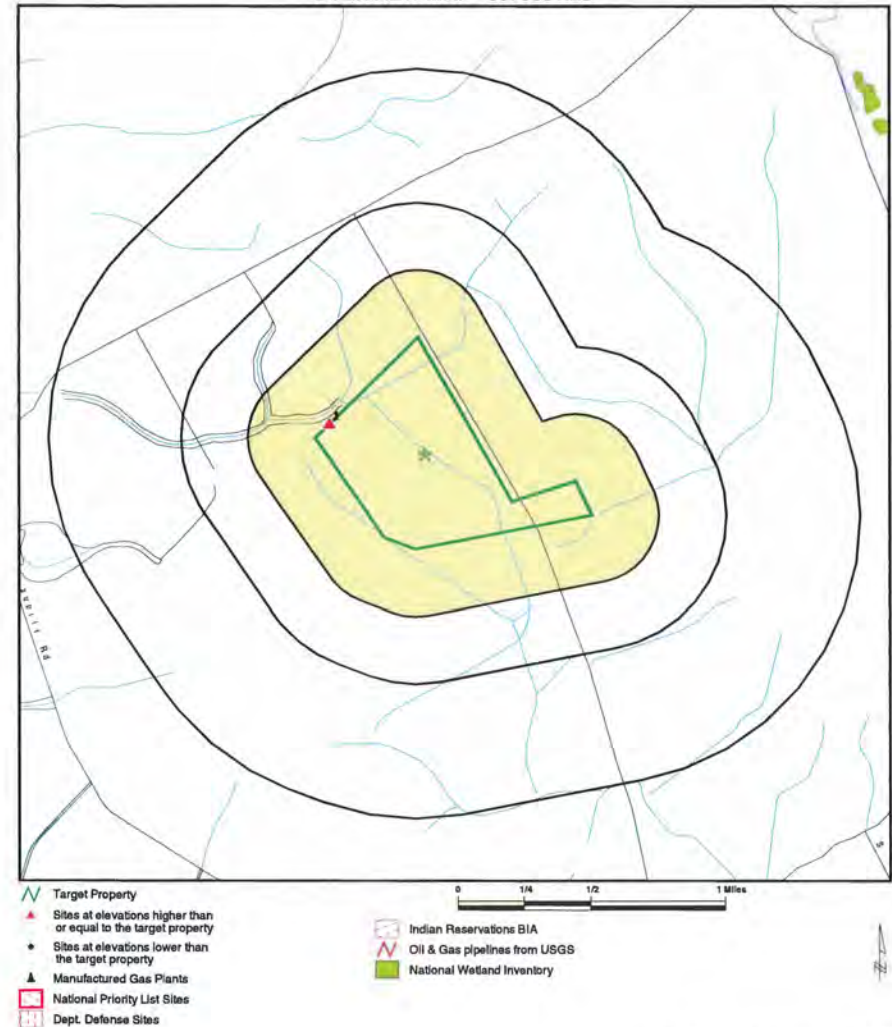 0 1/4 1/2 1 Miles
Target Property
Sites at elevations higher than
or equal to the target property
Sites at elevations lower than
the target property
Manufactured Gas Plants
National Priority List Sites
Dept. Defense Sites
Indian Reservations BIA
Oil & Gas pipelines from USGS
National Wetland Inventory